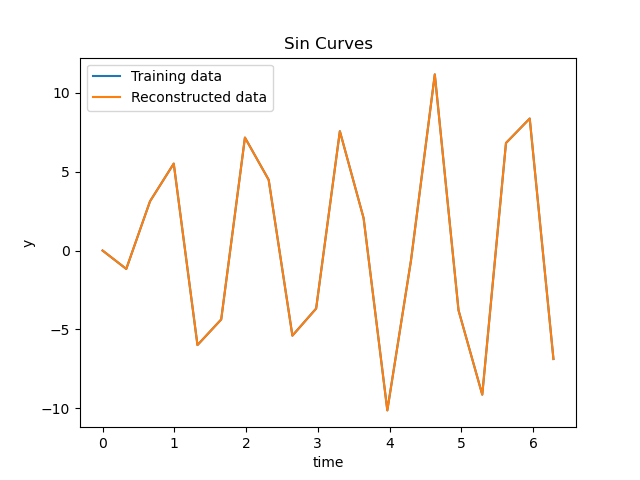 Sin Curves
Training data
Reconstructed data
10
5
0
−5
−10
y
0 1 2 3 4 5 6
time